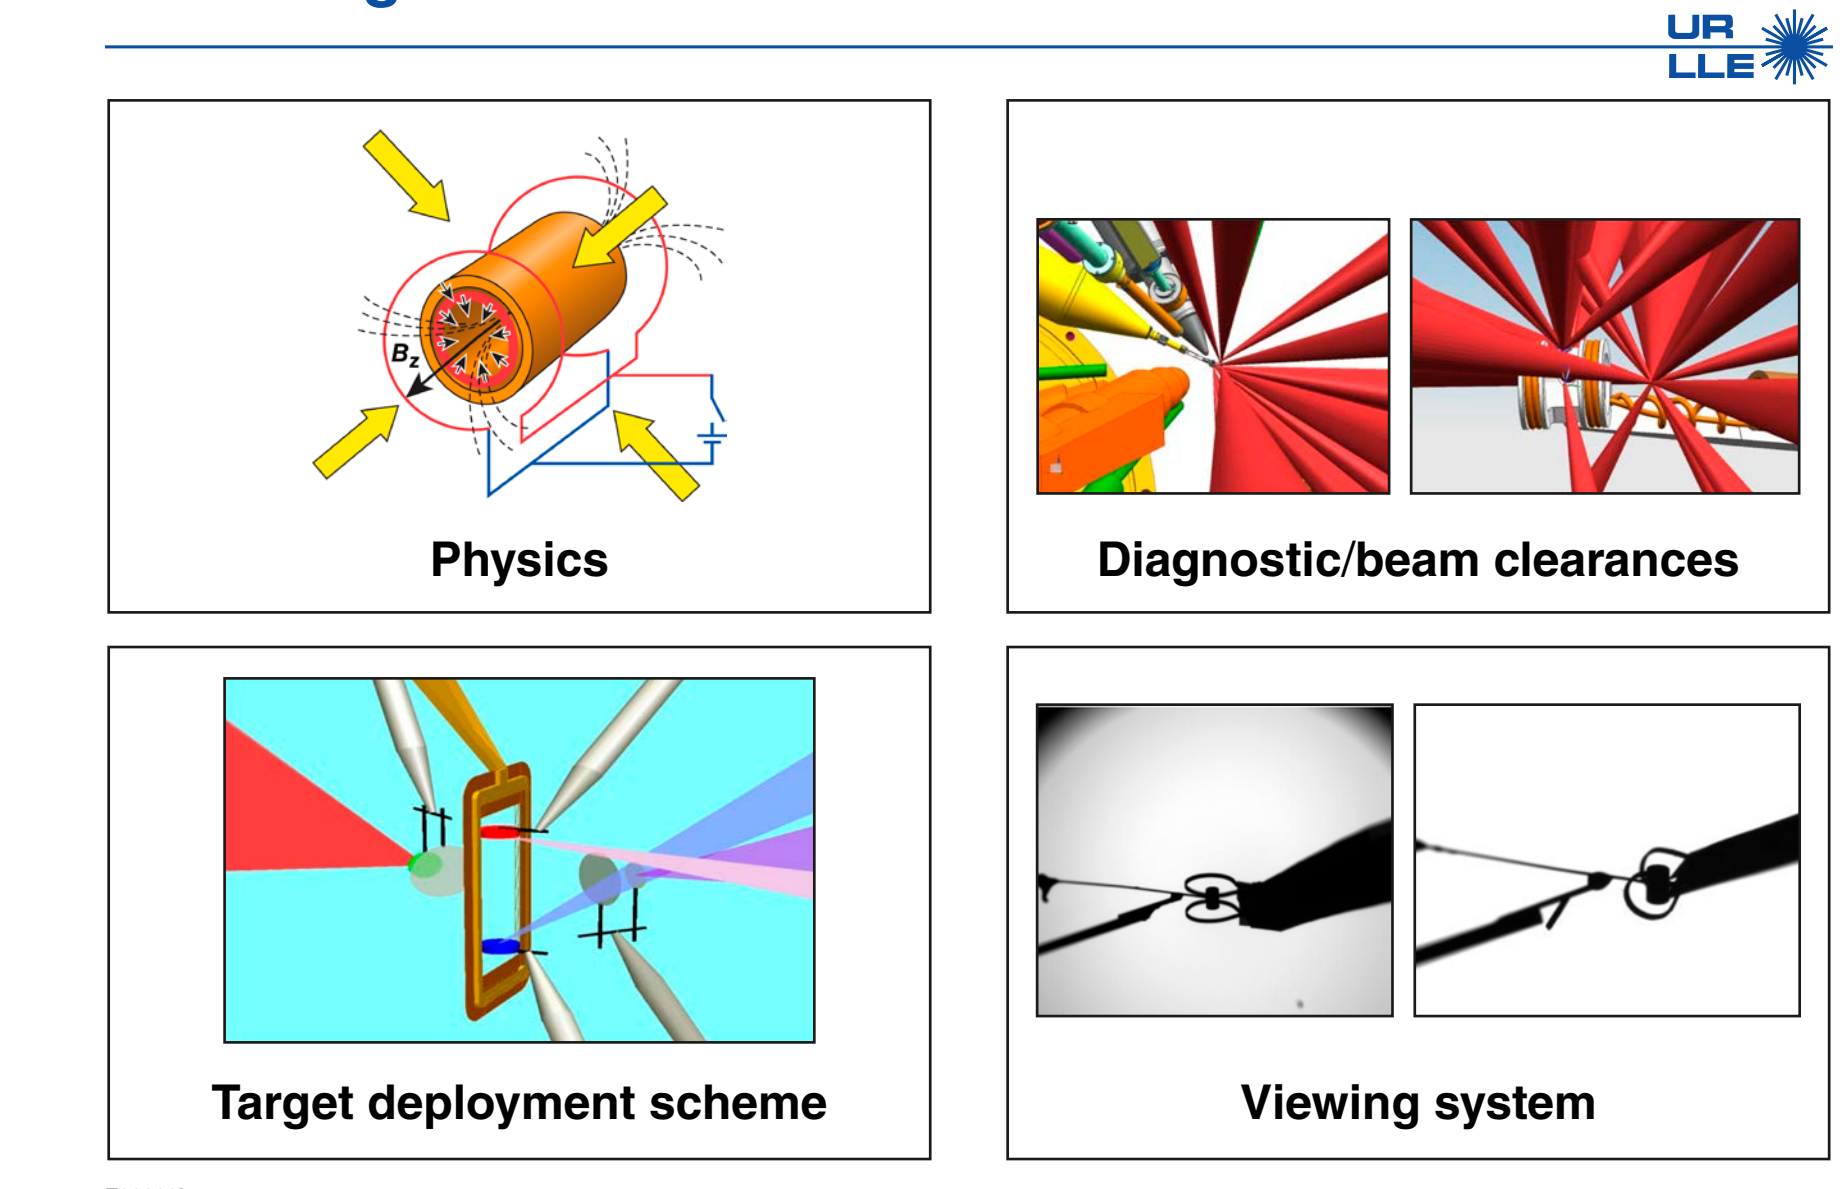 UR
LLE
Bz
Physics
Diagnostic/beam clearances
Target deployment scheme
Viewing system